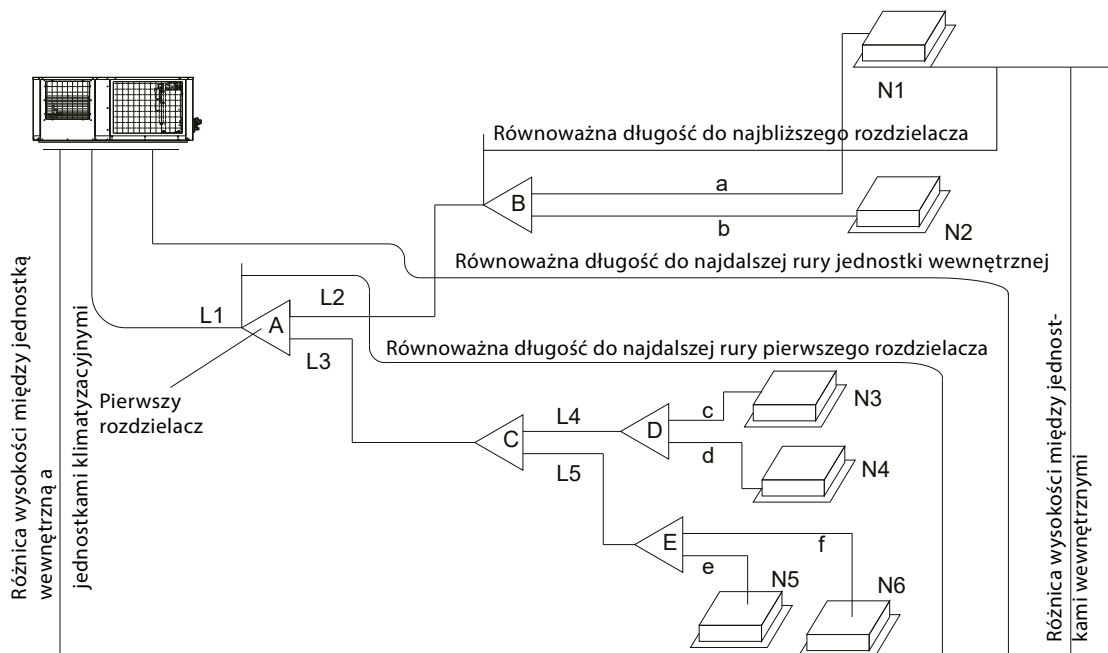 N1
Równoważna długość do najbliższego rozdzielacza
a
B
b
N2
Równoważna długość do najdalszej rury jednostki wewnętrznej
L2
L1
A
L3
Równoważna długość do najdalszej rury pierwszego rozdzielacza
Pierwszy
rozdzielacz
N3
L4
c
C
D
d
L5
N4
E
f
e
N5
N6
Różnica wysokości między jednostką
wewnętrzną a
jednostkami klimatyzacyjnymi
Różnica wysokości między jednost-
kami wewnętrznymi